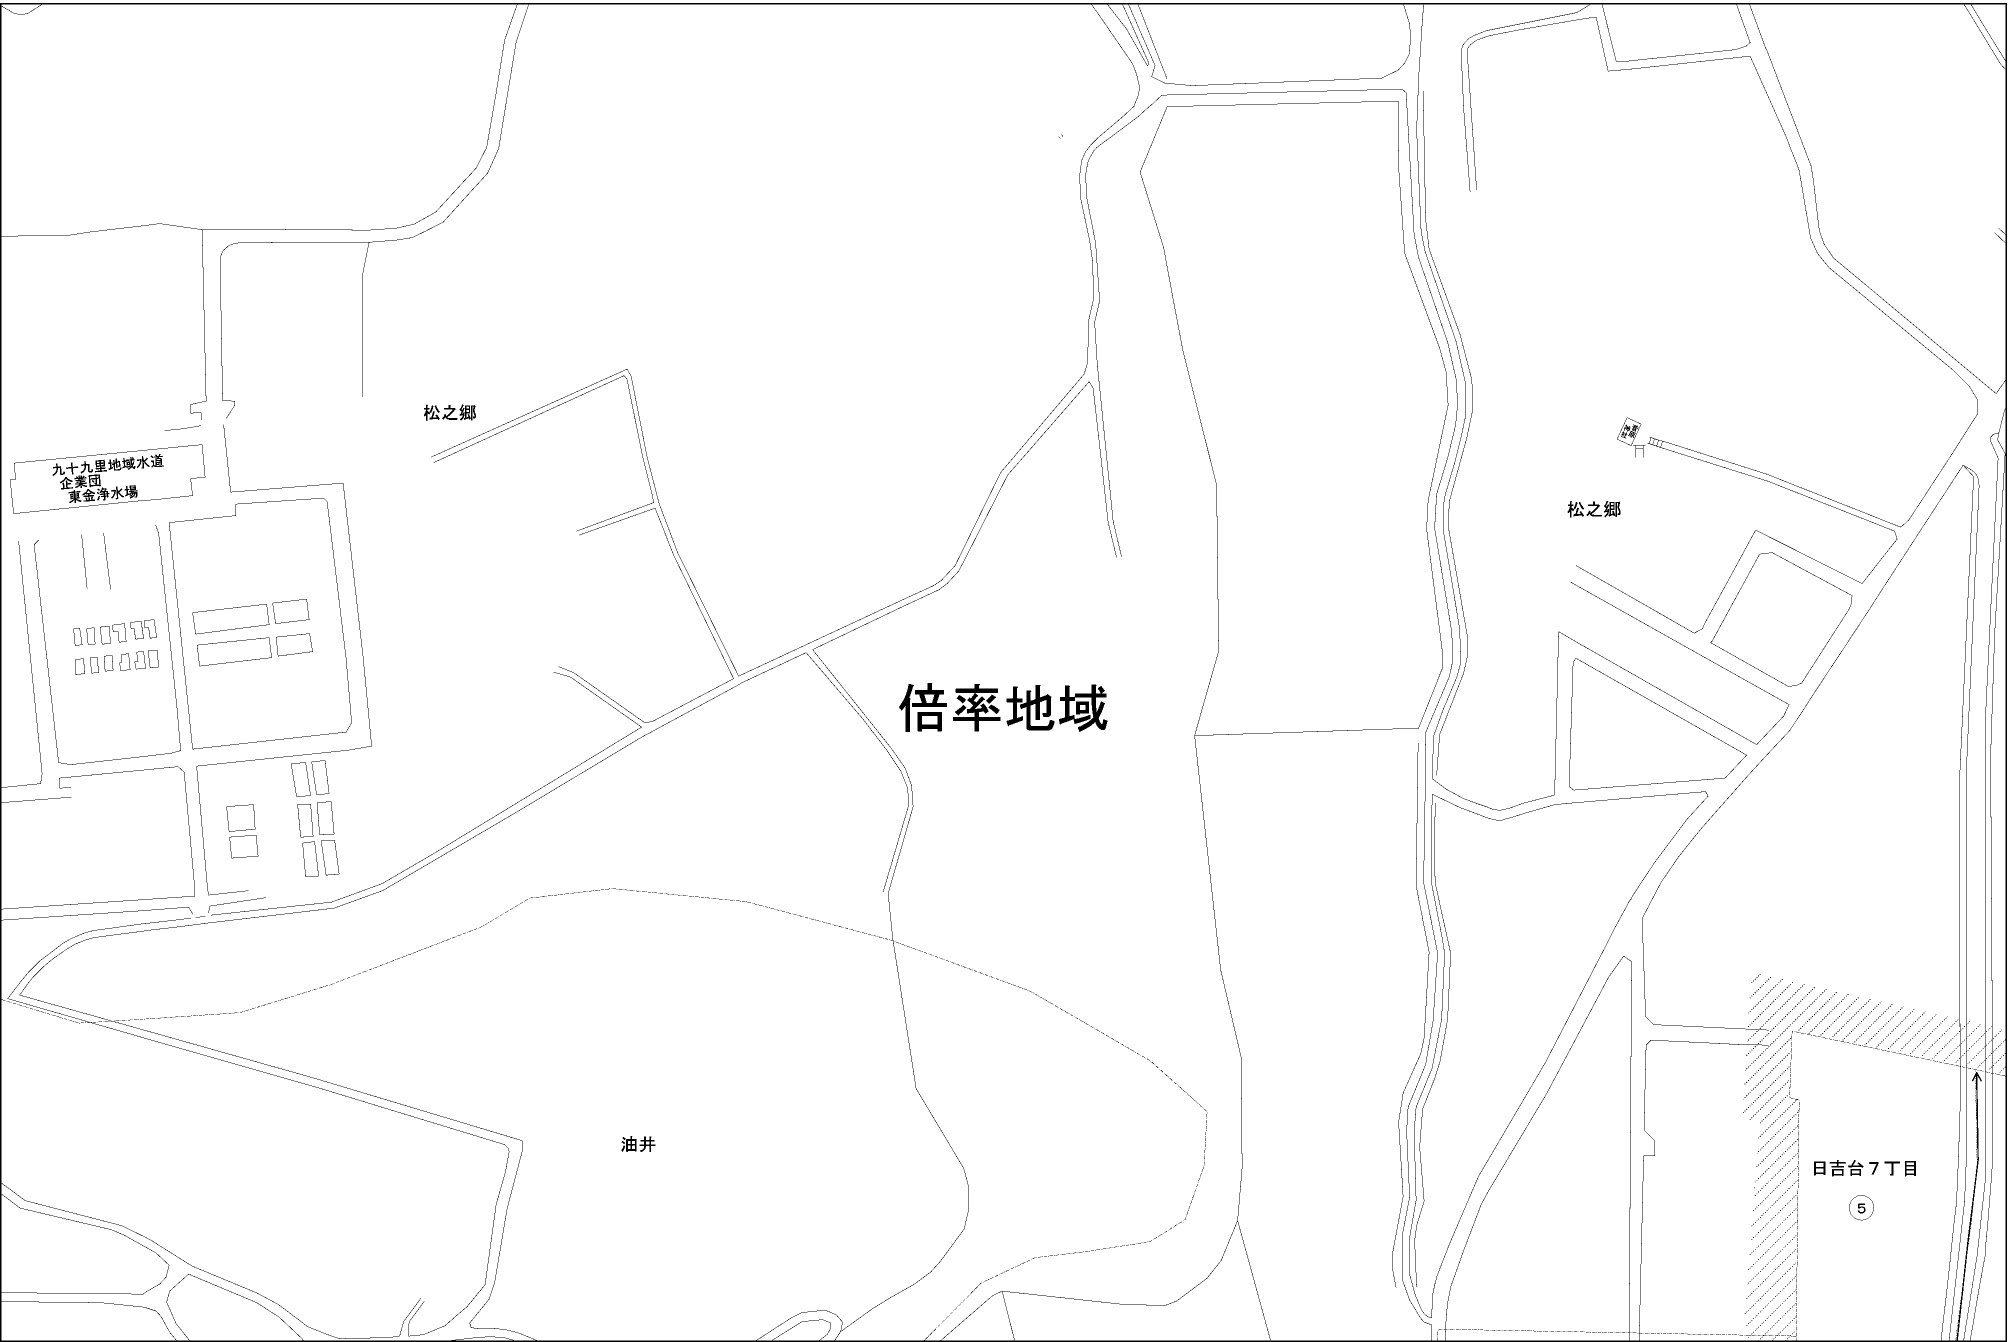 松之郷
九十九里地域水道
企業団
東金浄水場
松之郷
倍率地域
油井
日吉台７丁目
5